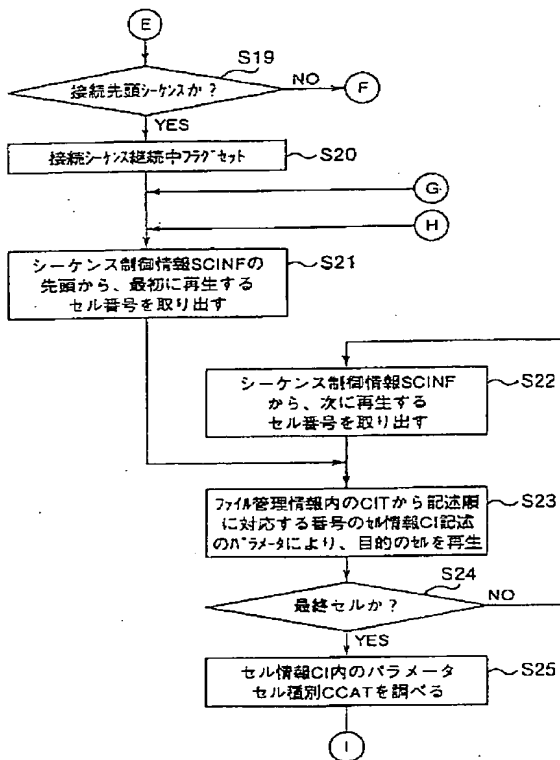 E
S19
接続先頭シーケンスか?
NO
F
YES
接続シーケンス継続中フラグセット
S20
G
H
シーケンス制御情報SCINFの
先頭から、最初に再生する
セル番号を取り出す
S21
シーケンス制御情報SCINF
から、次に再生する
セル番号を取り出す
S22
ファイル管理情報内のCITから記述順
に対応する番号のセル情報CI記述
のパラメータにより、目的のセルを再生
S23
S24
最終セルか?
NO
YES
セル情報CI内のパラメータ
セル種別CCATを調べる
S25
I